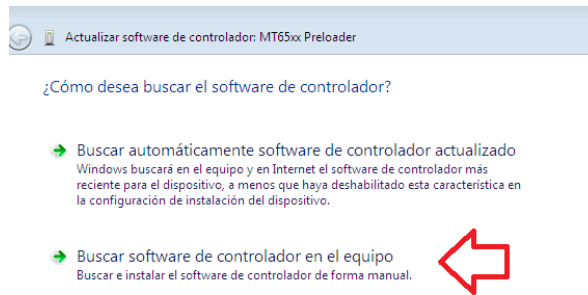 Actualizar software de controlador: MT65xx Preloader
¿Cómo desea buscar el software de controlador?
Buscar automáticamente software de controlador actualizado
Windows buscará en el equipo y en Internet el software de controlador más
reciente para el dispositivo, a menos que haya deshabilitado esta característica en
la configuración de instalación del dispositivo.
Buscar software de controlador en el equipo
Buscar e instalar el software de controlador de forma manual.